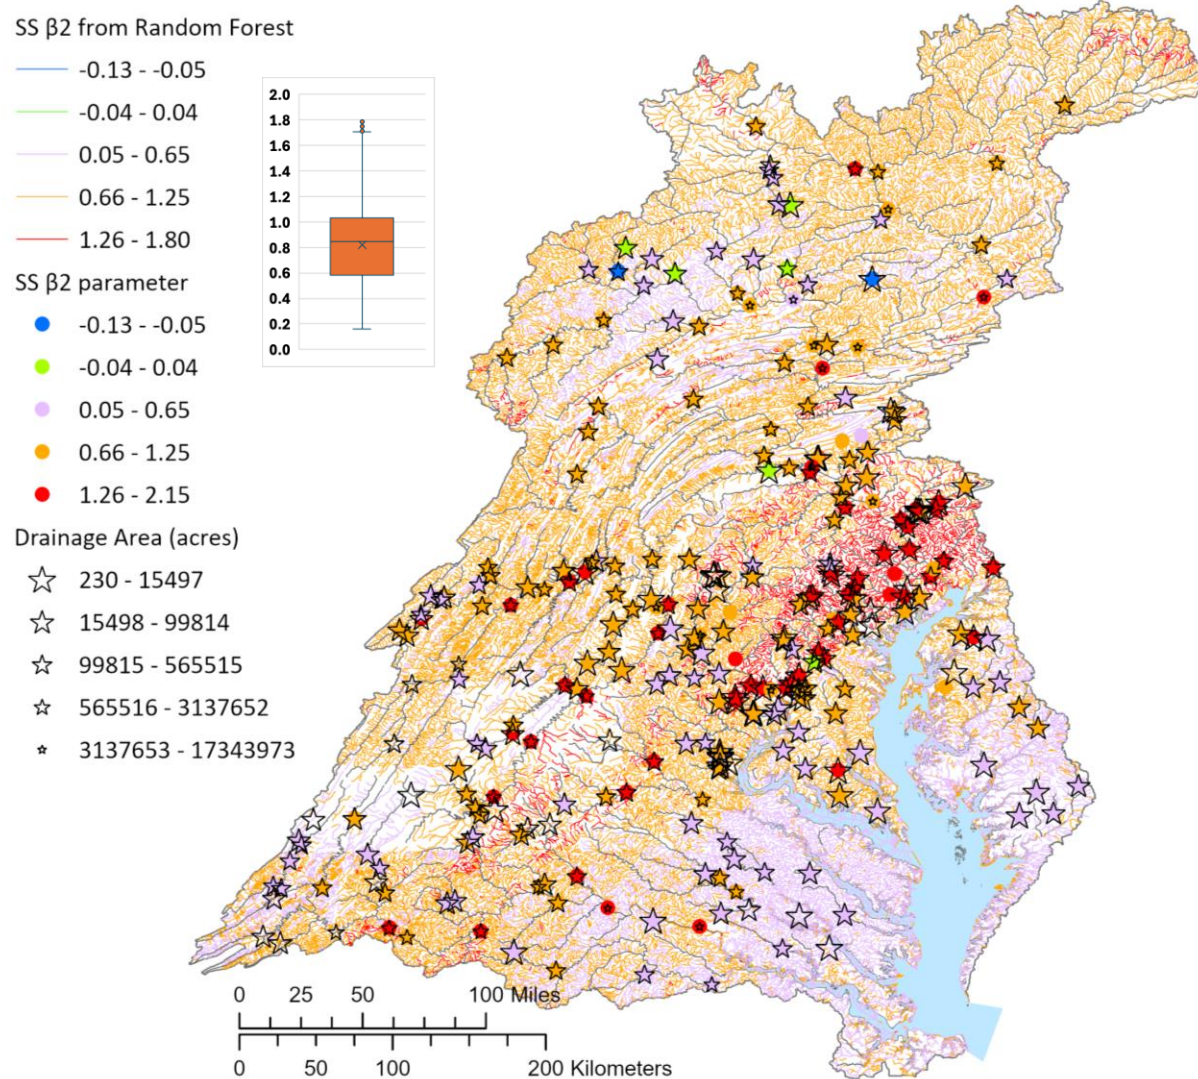 SS β2 from Random Forest
-0.13 - -0.05
-0.04 - 0.04
0.05 - 0.65
0.66 - 1.25
1.26 - 1.80
SS β2 parameter
-0.13 - -0.05
-0.04 - 0.04
0.05 - 0.65
0.66 - 1.25
1.26 - 2.15
Drainage Area (acres)
230 - 15497
15498 - 99814
99815 - 565515
565516 - 3137652
3137653 - 17343973
2.0
1.8
1.6
1.4
1.2
1.0
0.8
0.6
0.4
0.2
0.0
0 25 50 100 Miles
0 50 100 200 Kilometers